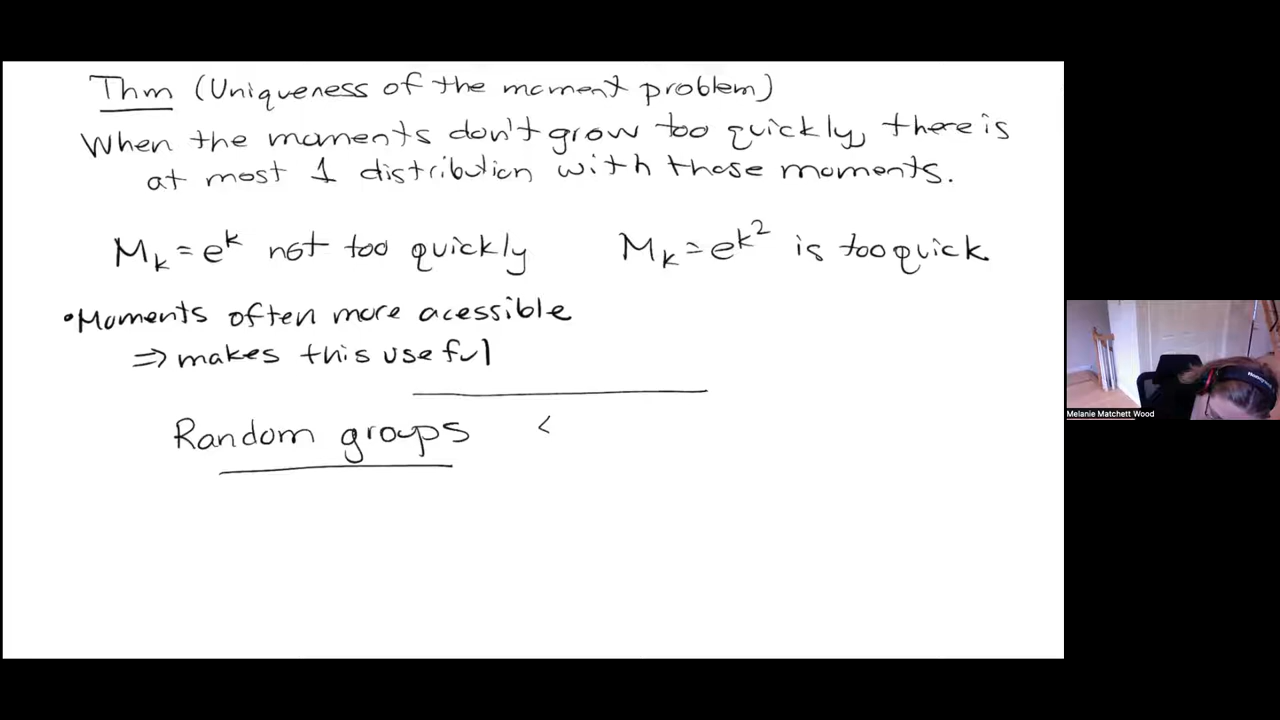 Thm (Uniqueness of the moment problem)
When the moments don't grow too quickly, there is
at most 1 distribution with those moments.
M_k = e^k not too quickly M_k = e^{k^2} is too quick.
• Moments often more acessible
⇒ makes this useful
Random groups <
Melanie Matchett Wood